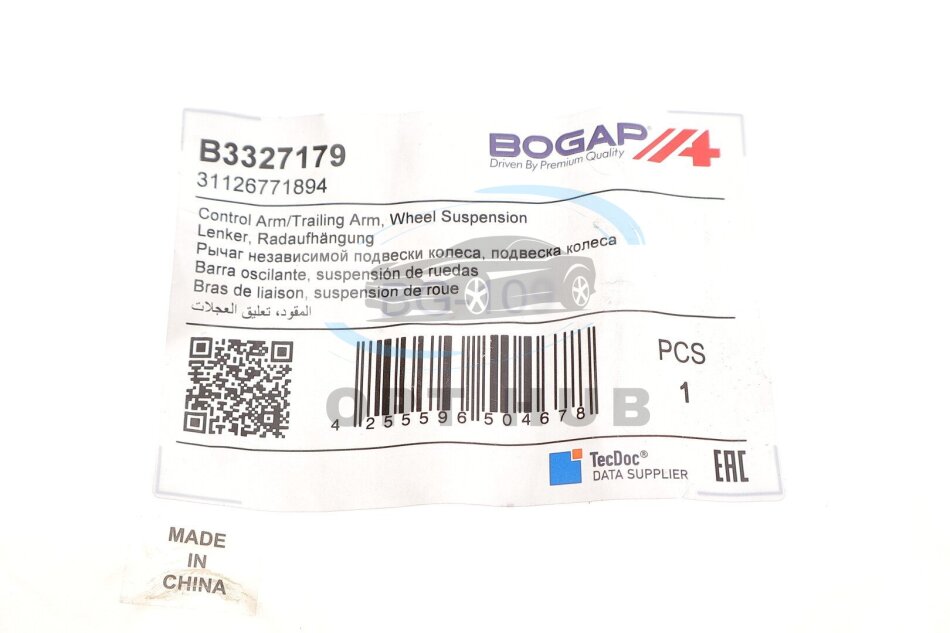 B3327179
31126771894
BOGAP®
Driven By Premium Quality
Control Arm/Trailing Arm, Wheel Suspension
Lenker, Radaufhängung
Рычаг независимой подвески колеса, подвеска колеса
Barra oscilante, suspensión de ruedas
Bras de liaison, suspension de roue
المقود، تعليق العجلات
PCS
1
OPT HUB
4 255596 504678
TecDoc®
DATA SUPPLIER
EAC
MADE
IN
CHINA